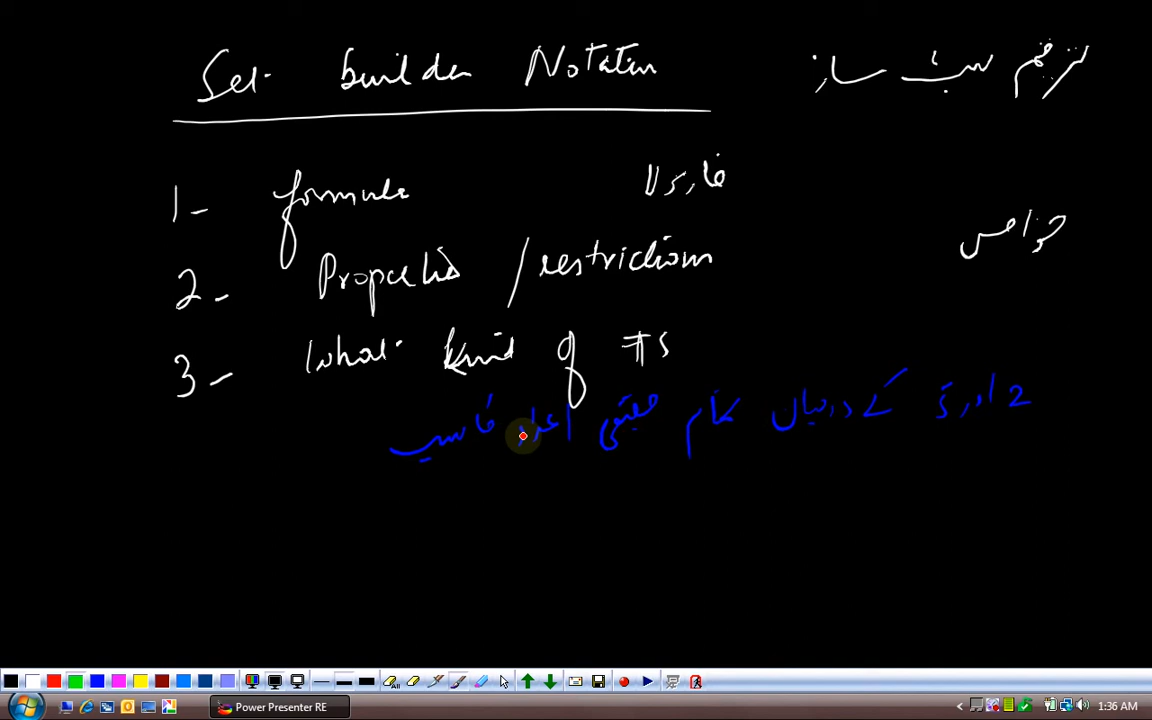 Set builder Notation ترقیم سیٹ ساز
1- formula فارمولا
2- Properties / restrictions خواص
3- What kind of #s
2 اور 5 کے درمیان تمام حقیقی اعداد کا سیٹ
Power Presenter RE
1:36 AM